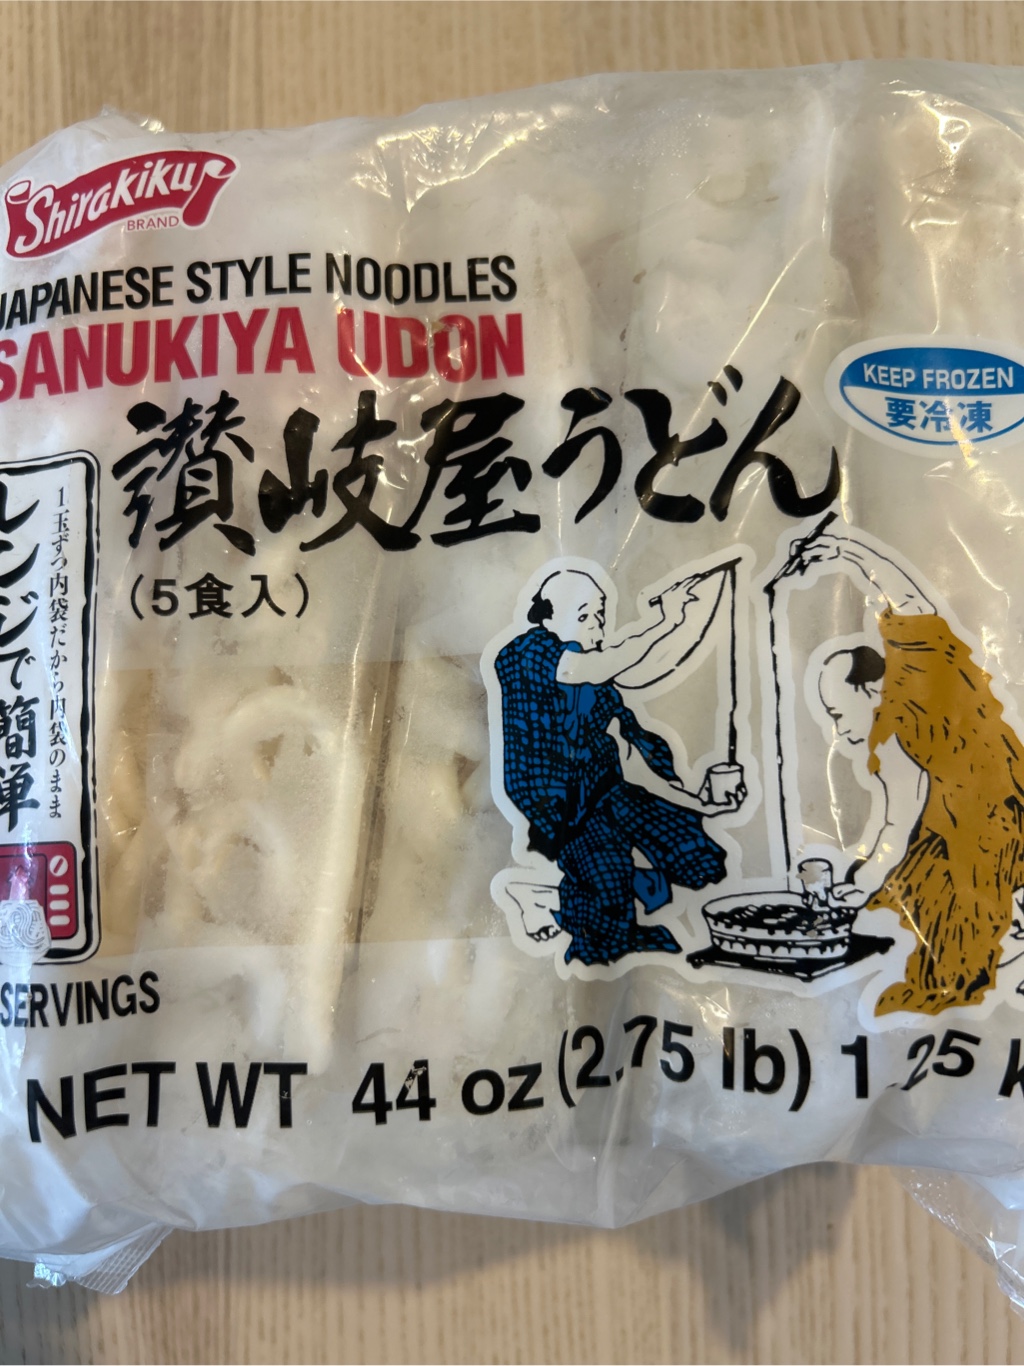 Shirakiku
BRAND
JAPANESE STYLE NOODLES
SANUKIYA UDON
讃岐屋うどん
(5食入)
KEEP FROZEN
要冷凍
1玉ずつ内袋だから内袋のまま
レンジで簡単
SERVINGS
NET WT 44 oz (2.75 lb) 1.25 k